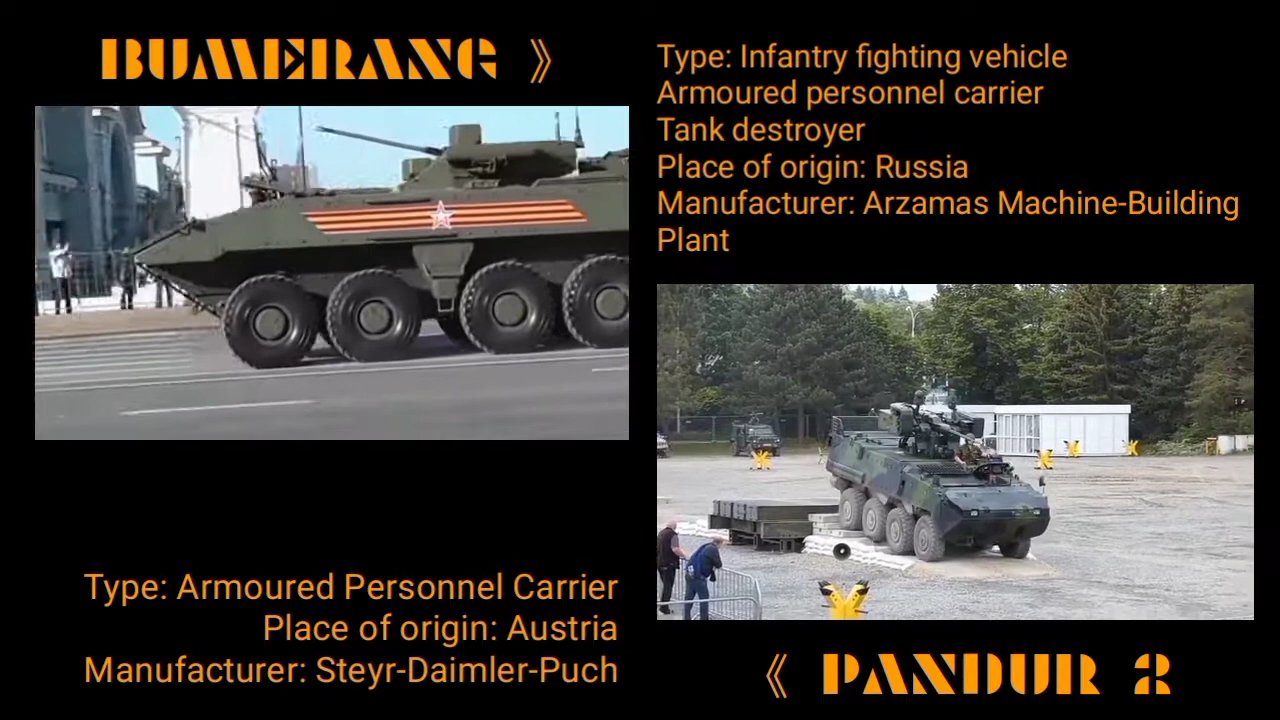 BUMERANG 》
Type: Infantry fighting vehicle
Armoured personnel carrier
Tank destroyer
Place of origin: Russia
Manufacturer: Arzamas Machine-Building
Plant
Type: Armoured Personnel Carrier
Place of origin: Austria
Manufacturer: Steyr-Daimler-Puch
《 PANDUR 2